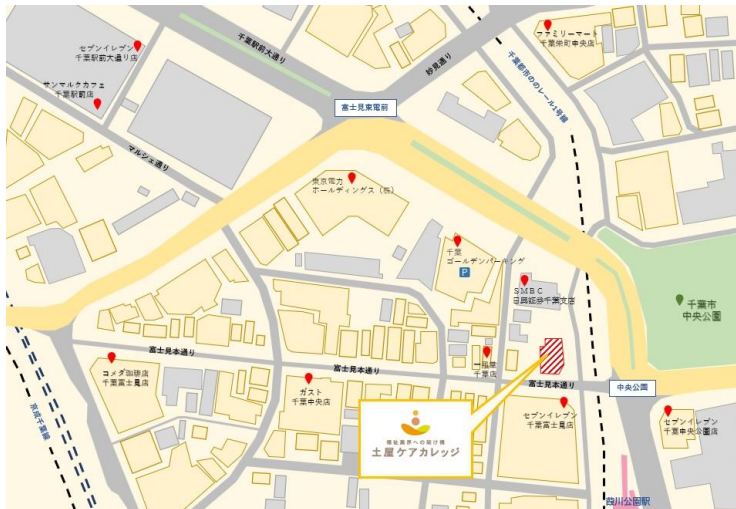 セブンイレブン
千葉駅前大通り店
サンマルクカフェ
千葉駅前店
千葉駅前大通り
妙見通り
ファミリーマート
千葉栄町中央店
千葉都市ののレール1号線
富士見東電前
マルシェ通り
東京電力
ホールディングス（株）
千葉
ゴールデンパーキング
P
ＳＭＢＣ
日興証券千葉支店
千葉市
中央公園
富士見本通り
コメダ珈琲店
千葉富士見店
富士見本通り
ガスト
千葉中央店
千葉店
富士見本通り
中央公園
セブンイレブン
千葉富士見店
セブンイレブン
千葉中央公園店
福祉業界への架け橋
土屋ケアカレッジ
京成千葉線
葭川公園駅